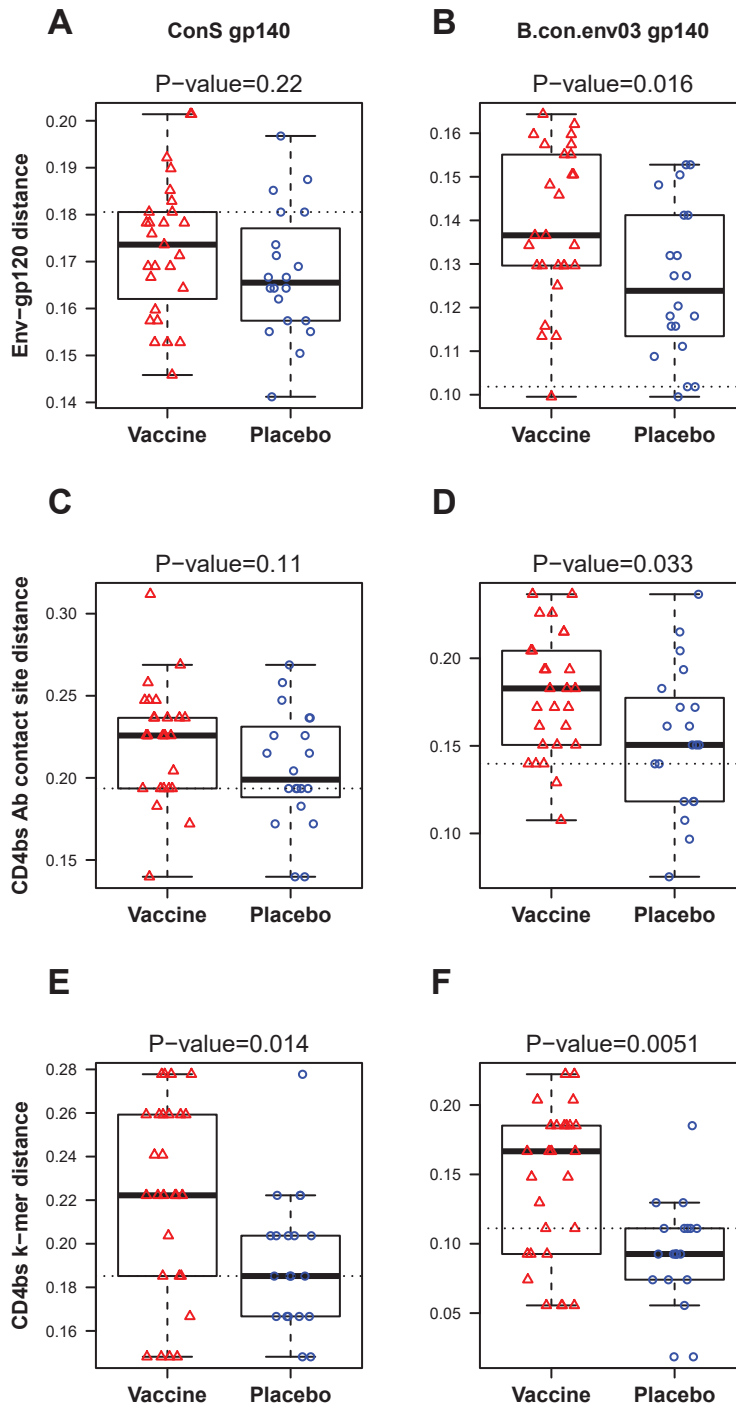 A
ConS gp140
B
B.con.env03 gp140
P−value=0.22
P−value=0.016
Env−gp120 distance
0.20
0.19
0.18
0.17
0.16
0.15
0.14
0.16
0.15
0.14
0.13
0.12
0.11
0.10
Vaccine
Placebo
Vaccine
Placebo
C
D
P−value=0.11
P−value=0.033
CD4bs Ab contact site distance
0.30
0.25
0.20
0.15
0.20
0.15
0.10
Vaccine
Placebo
Vaccine
Placebo
E
F
P−value=0.014
P−value=0.0051
CD4bs k−mer distance
0.28
0.26
0.24
0.22
0.20
0.18
0.16
0.20
0.15
0.10
0.05
Vaccine
Placebo
Vaccine
Placebo